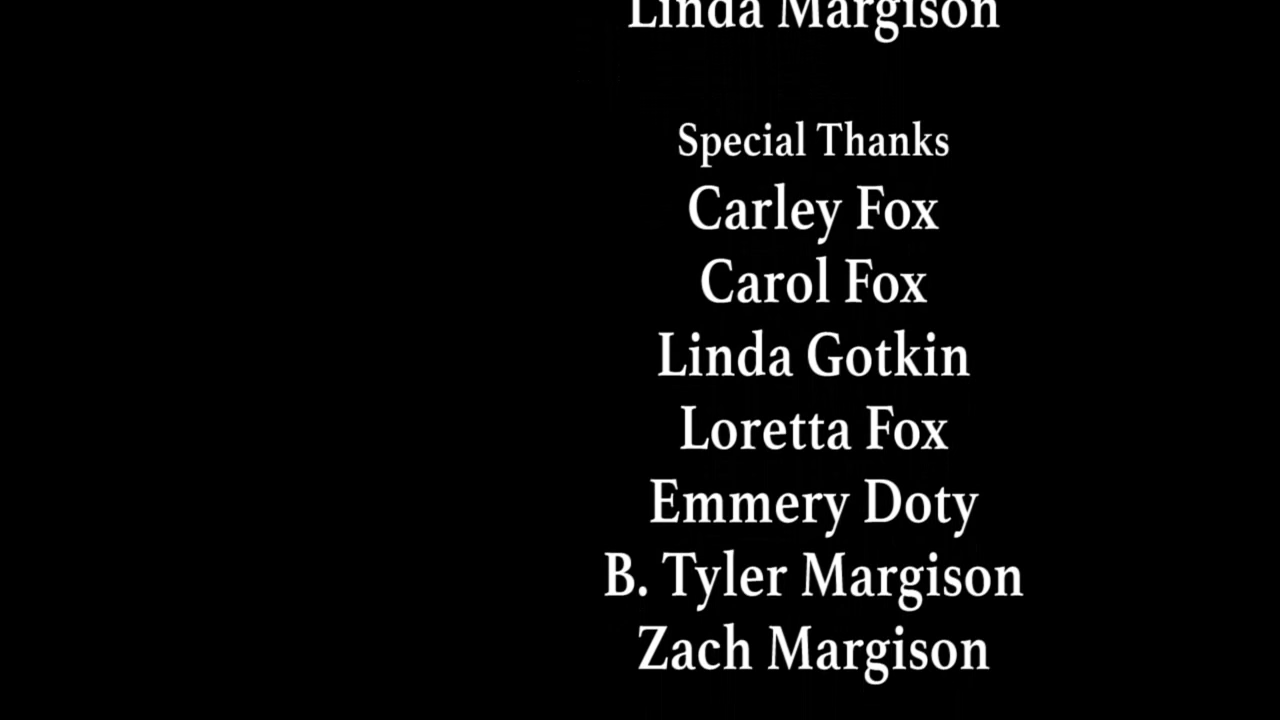 Linda Margison
Special Thanks
Carley Fox
Carol Fox
Linda Gotkin
Loretta Fox
Emmery Doty
B. Tyler Margison
Zach Margison